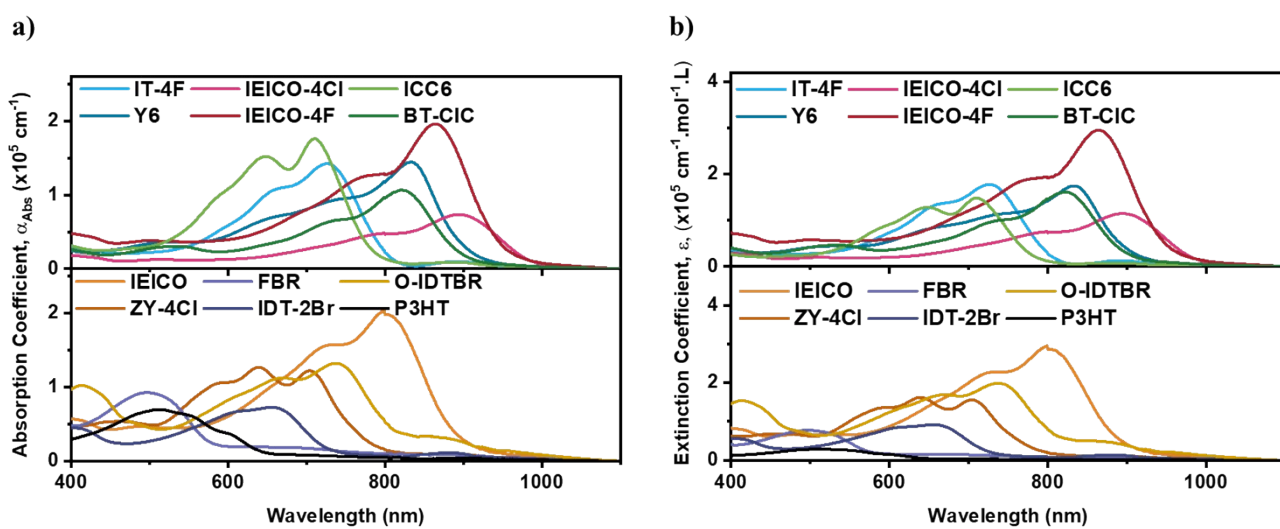 a)
Absorption Coefficient, α_Abs (x10⁵ cm⁻¹)
IT-4F IEICO-4Cl ICC6
Y6 IEICO-4F BT-CIC
2
1
0
IEICO FBR O-IDTBR
ZY-4Cl IDT-2Br P3HT
2
1
0
400 600 800 1000
Wavelength (nm)
b)
Extinction Coefficient, ε, (x10⁵ cm⁻¹.mol⁻¹.L)
IT-4F IEICO-4Cl ICC6
Y6 IEICO-4F BT-CIC
4
2
0
IEICO FBR O-IDTBR
ZY-4Cl IDT-2Br P3HT
4
2
0
400 600 800 1000
Wavelength (nm)